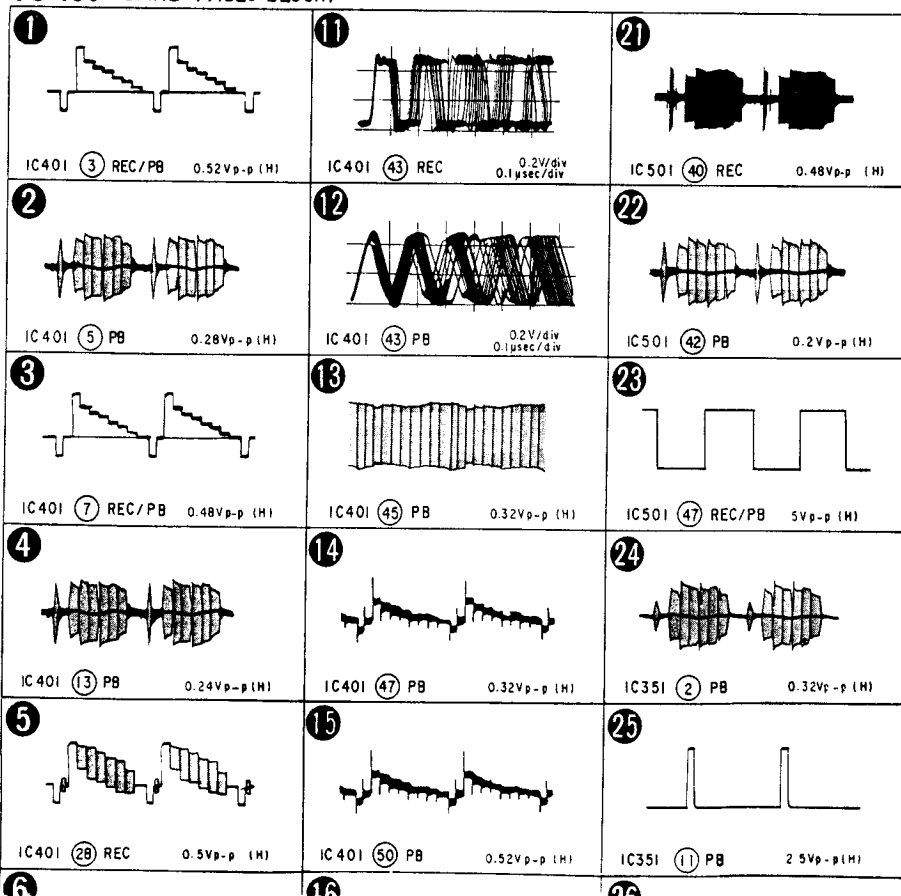 1
IC401 (3) REC/PB 0.52Vp-p (H)
11
IC401 (43) REC 0.2V/div
0.1μsec/div
21
IC501 (40) REC 0.48Vp-p (H)
2
IC401 (5) PB 0.28Vp-p (H)
12
IC401 (43) PB 0.2V/div
0.1μsec/div
22
IC501 (42) PB 0.2Vp-p (H)
3
IC401 (7) REC/PB 0.48Vp-p (H)
13
IC401 (45) PB 0.32Vp-p (H)
23
IC501 (47) REC/PB 5Vp-p (H)
4
IC401 (13) PB 0.24Vp-p (H)
14
IC401 (47) PB 0.32Vp-p (H)
24
IC351 (2) PB 0.32Vp-p (H)
5
IC401 (28) REC 0.5Vp-p (H)
15
IC401 (50) PB 0.52Vp-p (H)
25
IC351 (11) PB 2.5Vp-p (H)
6
16
26